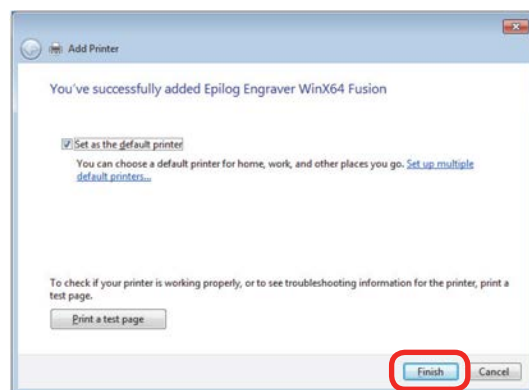 Add Printer
You've successfully added Epilog Engraver WinX64 Fusion
Set as the default printer
You can choose a default printer for home, work, and other places you go. Set up multiple
default printers...
To check if your printer is working properly, or to see troubleshooting information for the printer, print a
test page.
Print a test page
Finish Cancel